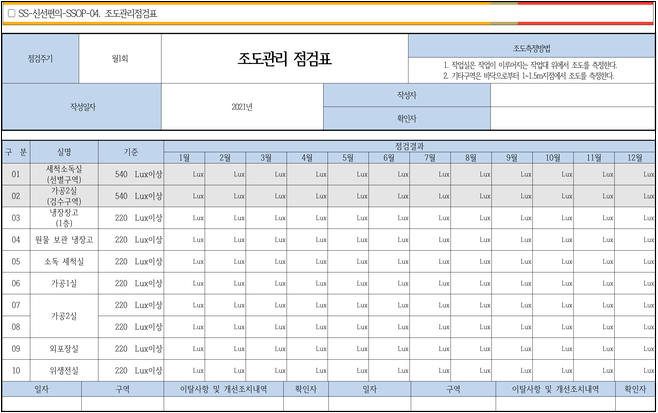 □ SS-신선편의-SSOP-04. 조도관리점검표
점검주기 월1회 조도관리 점검표 조도측정방법
1. 작업실은 작업이 이루어지는 작업대 위에서 조도를 측정한다.
2. 기타구역은 바닥으로부터 1~1.5m지점에서 조도를 측정한다.
작성일자 2021년 작성자
확인자
구 분 실명 기준 점검결과
1월 2월 3월 4월 5월 6월 7월 8월 9월 10월 11월 12월
01 세척소독실 540 Lux이상 Lux Lux Lux Lux Lux Lux Lux Lux Lux Lux Lux Lux
(선별구역)
02 가공2실 540 Lux이상 Lux Lux Lux Lux Lux Lux Lux Lux Lux Lux Lux Lux
(검수구역)
03 냉장창고 220 Lux이상 Lux Lux Lux Lux Lux Lux Lux Lux Lux Lux Lux Lux
(1층)
04 원물 보관 냉장고 220 Lux이상 Lux Lux Lux Lux Lux Lux Lux Lux Lux Lux Lux Lux
05 소독 세척실 220 Lux이상 Lux Lux Lux Lux Lux Lux Lux Lux Lux Lux Lux Lux
06 가공1실 220 Lux이상 Lux Lux Lux Lux Lux Lux Lux Lux Lux Lux Lux Lux
07 가공2실 220 Lux이상 Lux Lux Lux Lux Lux Lux Lux Lux Lux Lux Lux Lux
08 220 Lux이상 Lux Lux Lux Lux Lux Lux Lux Lux Lux Lux Lux Lux
09 외포장실 220 Lux이상 Lux Lux Lux Lux Lux Lux Lux Lux Lux Lux Lux Lux
10 위생전실 220 Lux이상 Lux Lux Lux Lux Lux Lux Lux Lux Lux Lux Lux Lux
일자 구역 이탈사항 및 개선조치내역 확인자 일자 구역 이탈사항 및 개선조치내역 확인자